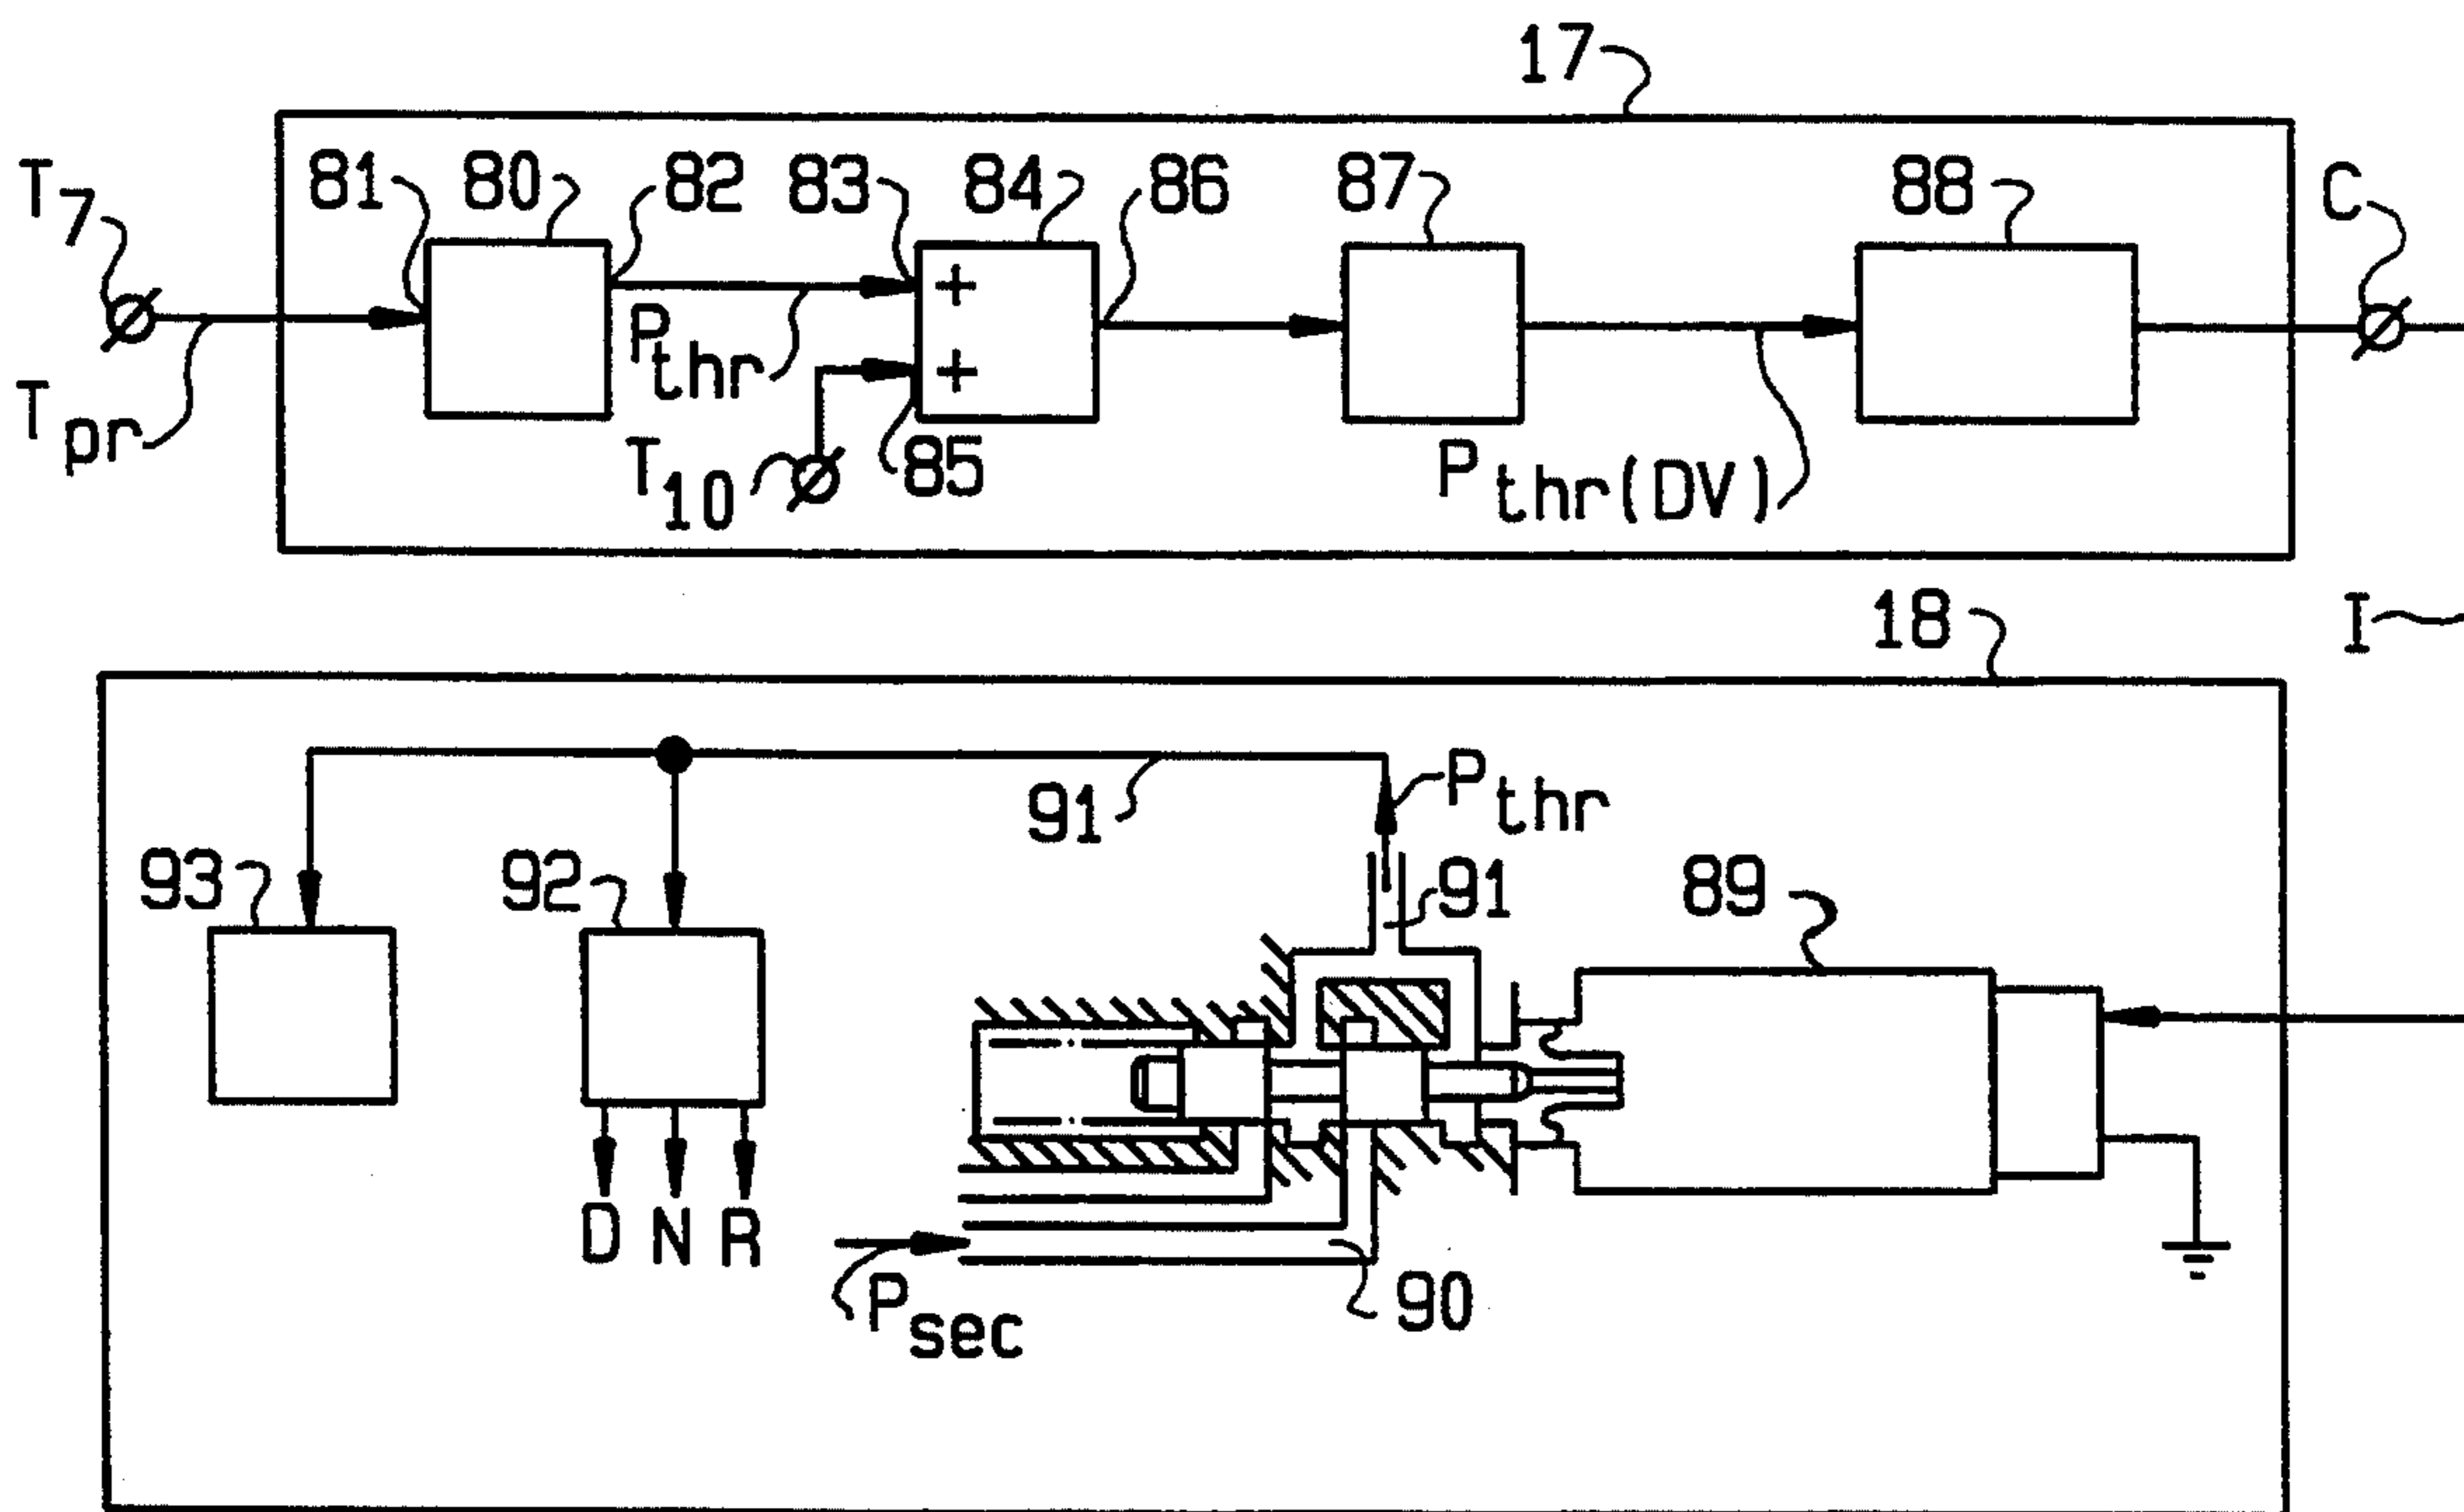 17
T7 81 80 82 83 84 86 87 88 C
+
Pthr
+
Tpr
T10 85
Pthr(DV)
18
I
Pthr
91
93 92 91 89
D N R
Psec
90